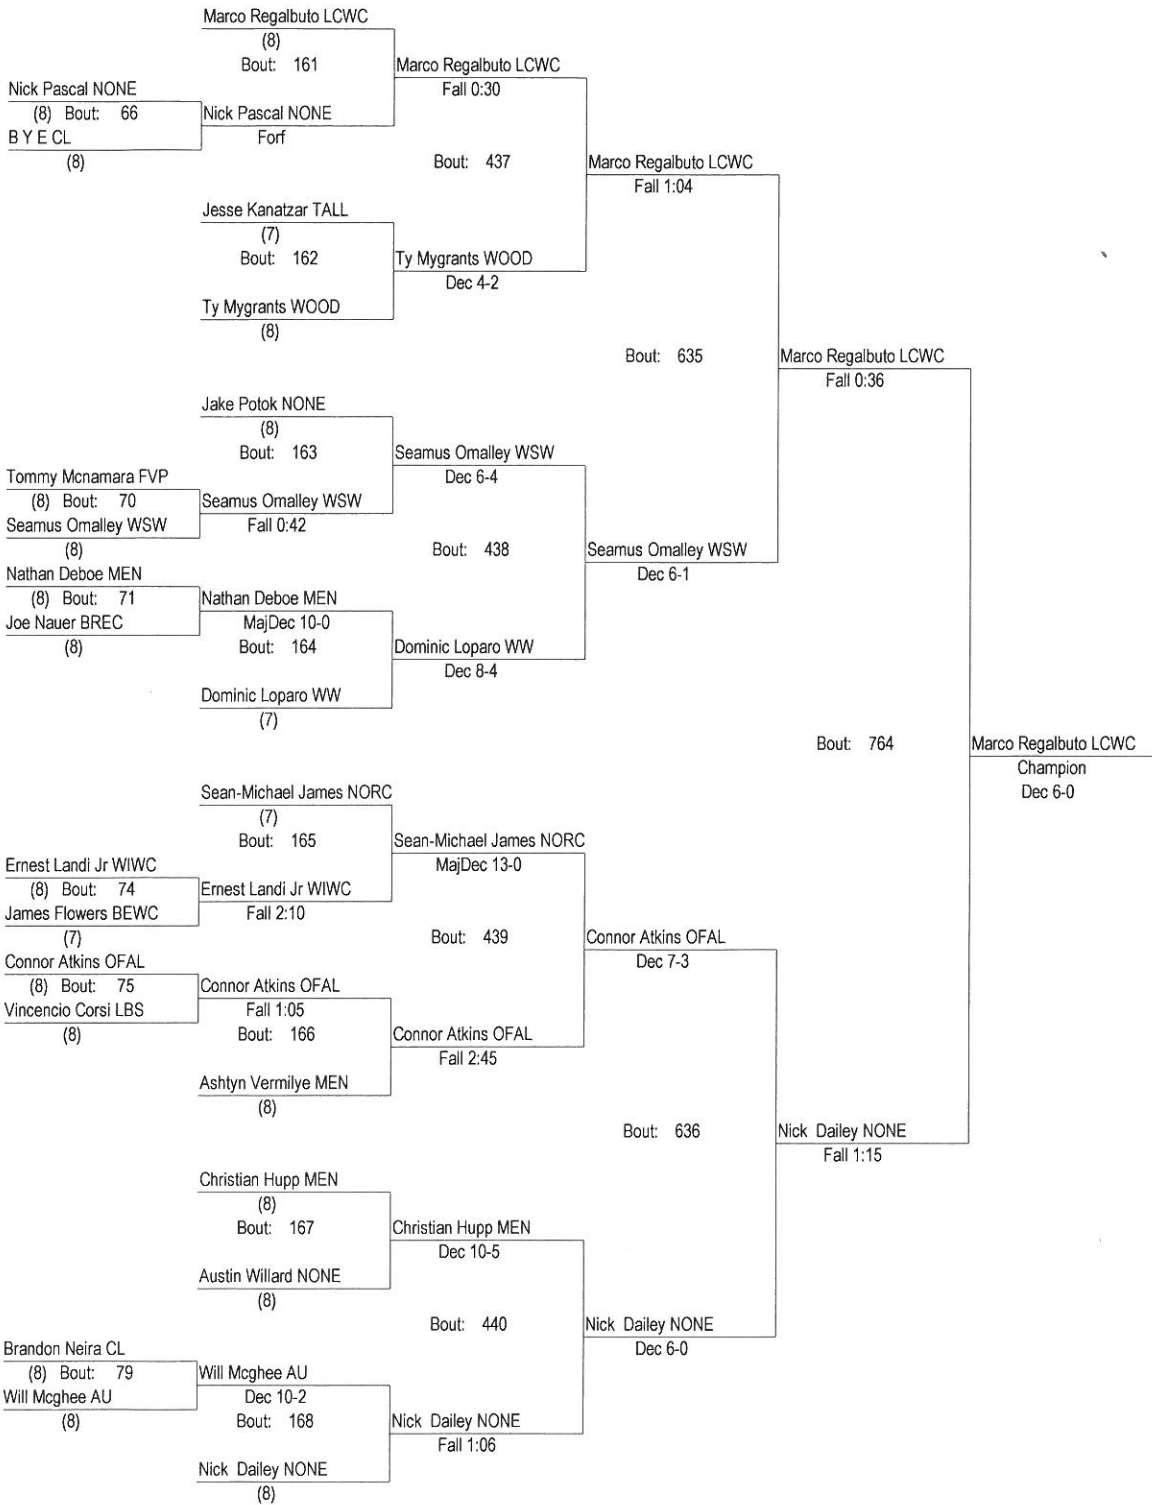 Marco Regalbuto LCWC
(8)
Bout: 161
Marco Regalbuto LCWC
Fall 0:30
Nick Pascal NONE
(8) Bout: 66
Nick Pascal NONE
Forf
B Y E CL
(8)
Bout: 437
Marco Regalbuto LCWC
Fall 1:04
Jesse Kanatzar TALL
(7)
Bout: 162
Ty Mygrants WOOD
Dec 4-2
Ty Mygrants WOOD
(8)
Bout: 635
Marco Regalbuto LCWC
Fall 0:36
Jake Potok NONE
(8)
Bout: 163
Seamus Omalley WSW
Dec 6-4
Tommy Mcnamara FVP
(8) Bout: 70
Seamus Omalley WSW
Fall 0:42
Seamus Omalley WSW
(8)
Bout: 438
Seamus Omalley WSW
Dec 6-1
Nathan Deboe MEN
(8) Bout: 71
Nathan Deboe MEN
MajDec 10-0
Joe Nauer BREC
(8)
Bout: 164
Dominic Loparo WW
Dec 8-4
Dominic Loparo WW
(7)
Bout: 764
Marco Regalbuto LCWC
Champion
Dec 6-0
Sean-Michael James NORC
(7)
Bout: 165
Sean-Michael James NORC
MajDec 13-0
Ernest Landi Jr WIWC
(8) Bout: 74
Ernest Landi Jr WIWC
Fall 2:10
James Flowers BEWC
(7)
Bout: 439
Connor Atkins OFAL
Dec 7-3
Connor Atkins OFAL
(8) Bout: 75
Connor Atkins OFAL
Fall 1:05
Vincencio Corsi LBS
(8)
Bout: 166
Connor Atkins OFAL
Fall 2:45
Ashtyn Vermilye MEN
(8)
Bout: 636
Nick Dailey NONE
Fall 1:15
Christian Hupp MEN
(8)
Bout: 167
Christian Hupp MEN
Dec 10-5
Austin Willard NONE
(8)
Bout: 440
Nick Dailey NONE
Dec 6-0
Brandon Neira CL
(8) Bout: 79
Will Mcghee AU
Dec 10-2
Will Mcghee AU
(8)
Bout: 168
Nick Dailey NONE
Fall 1:06
Nick Dailey NONE
(8)